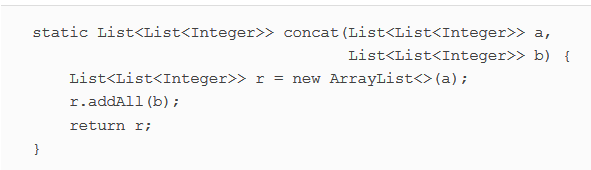 static List<List<Integer>> concat(List<List<Integer>> a,
                                  List<List<Integer>> b) {
    List<List<Integer>> r = new ArrayList<>(a);
    r.addAll(b);
    return r;
}